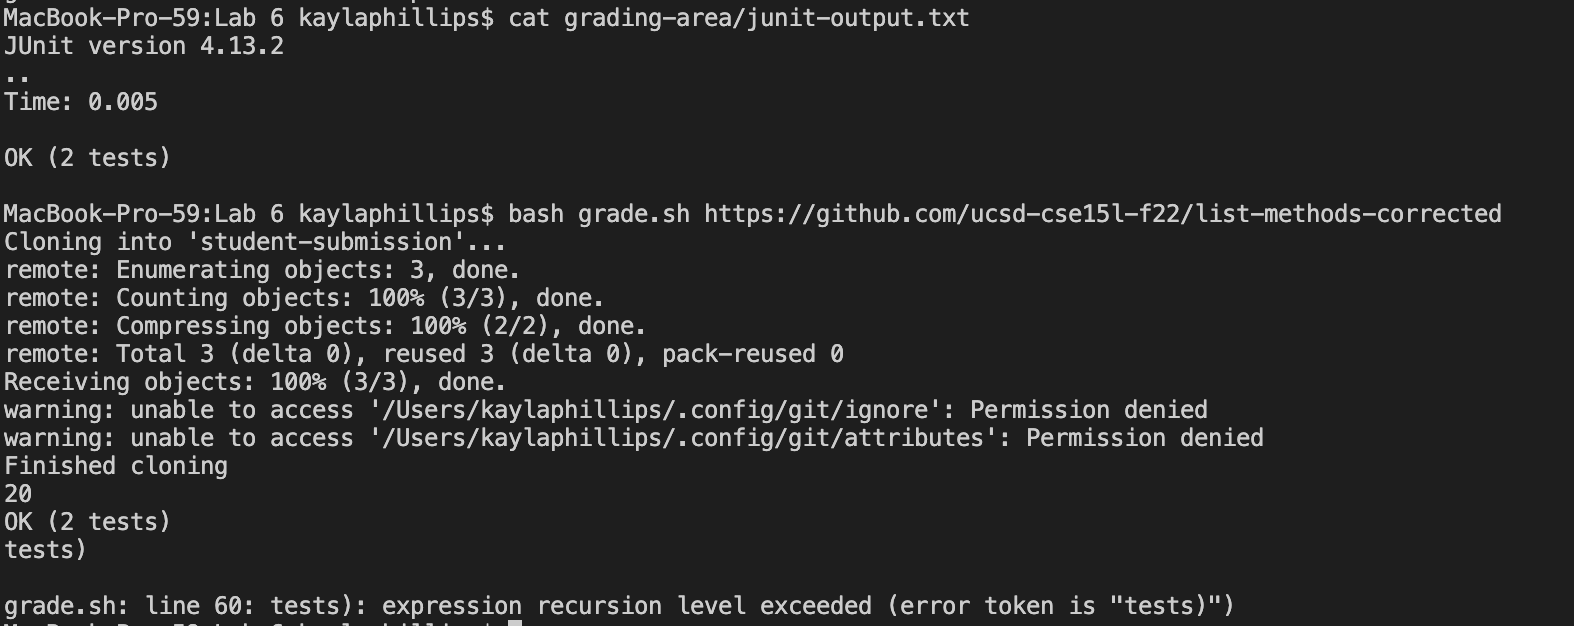 MacBook-Pro-59:Lab 6 kaylaphillips$ cat grading-area/junit-output.txt
JUnit version 4.13.2
..
Time: 0.005
OK (2 tests)
MacBook-Pro-59:Lab 6 kaylaphillips$ bash grade.sh https://github.com/ucsd-cse15l-f22/list-methods-corrected
Cloning into 'student-submission'...
remote: Enumerating objects: 3, done.
remote: Counting objects: 100% (3/3), done.
remote: Compressing objects: 100% (2/2), done.
remote: Total 3 (delta 0), reused 3 (delta 0), pack-reused 0
Receiving objects: 100% (3/3), done.
warning: unable to access '/Users/kaylaphillips/.config/git/ignore': Permission denied
warning: unable to access '/Users/kaylaphillips/.config/git/attributes': Permission denied
Finished cloning
20
OK (2 tests)
tests)
grade.sh: line 60: tests): expression recursion level exceeded (error token is "tests)")